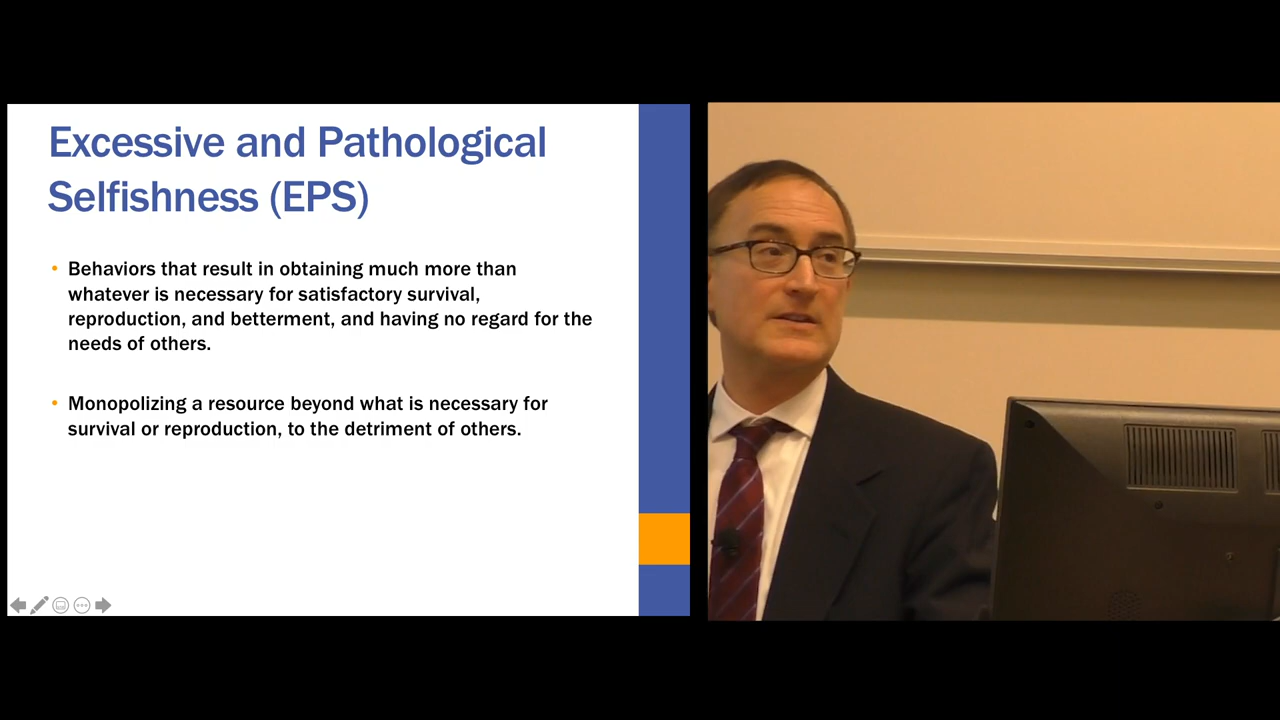 Excessive and Pathological
Selfishness (EPS)
• Behaviors that result in obtaining much more than
whatever is necessary for satisfactory survival,
reproduction, and betterment, and having no regard for the
needs of others.
• Monopolizing a resource beyond what is necessary for
survival or reproduction, to the detriment of others.